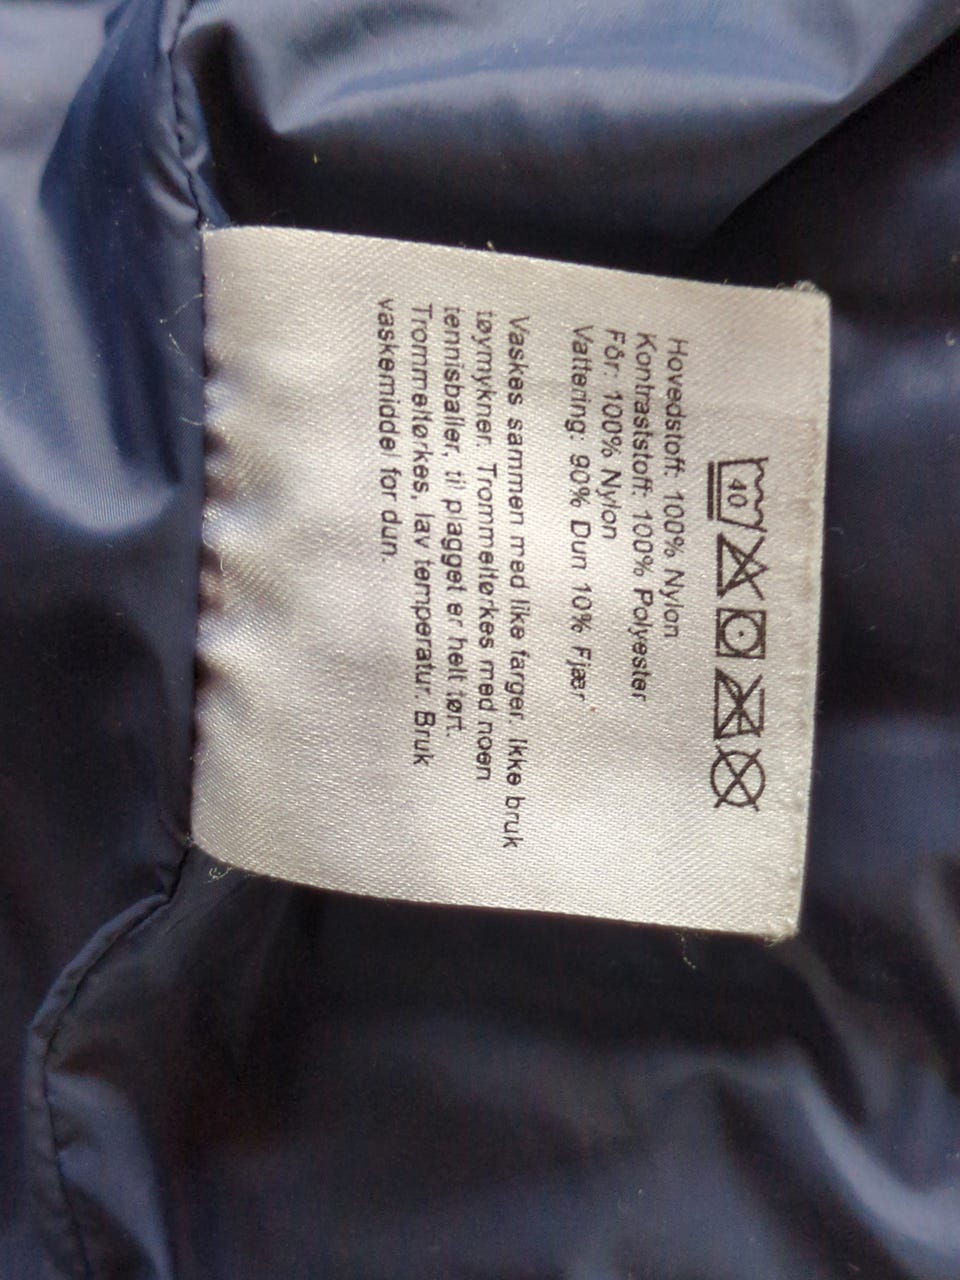 40
Hovedstoff: 100% Nylon
Kontraststoff: 100% Polyester
Fôr: 100% Nylon
Vattering: 90% Dun 10% Fjær
Vaskes sammen med like farger. Ikke bruk
tøymykner. Trommeltørkes med noen
tennisballer, til plagget er helt tørt.
Trommeltørkes, lav temperatur. Bruk
vaskemiddel for dun.